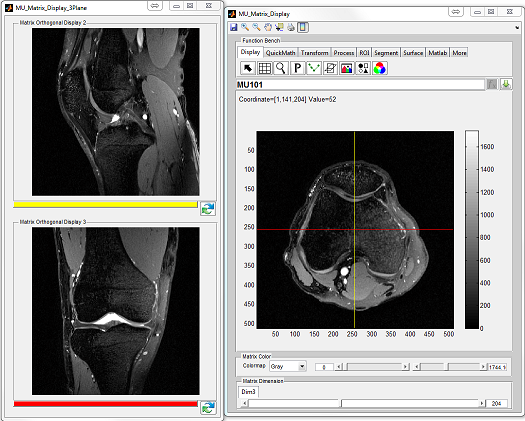 MU_Matrix_Display_3Plane
Matrix Orthogonal Display 2
Matrix Orthogonal Display 3
MU_Matrix_Display
Function Bench
Display QuickMath Transform Process ROI Segment Surface Matlab More
P
MU101
Coordinate=[1,141,204] Value=52
50
100
150
200
250
300
350
400
450
500
50 100 150 200 250 300 350 400 450 500
1600
1400
1200
1000
800
600
400
200
0
Matrix Color
Colormap Gray 0 1744.1
Matrix Dimension
Dim3
204